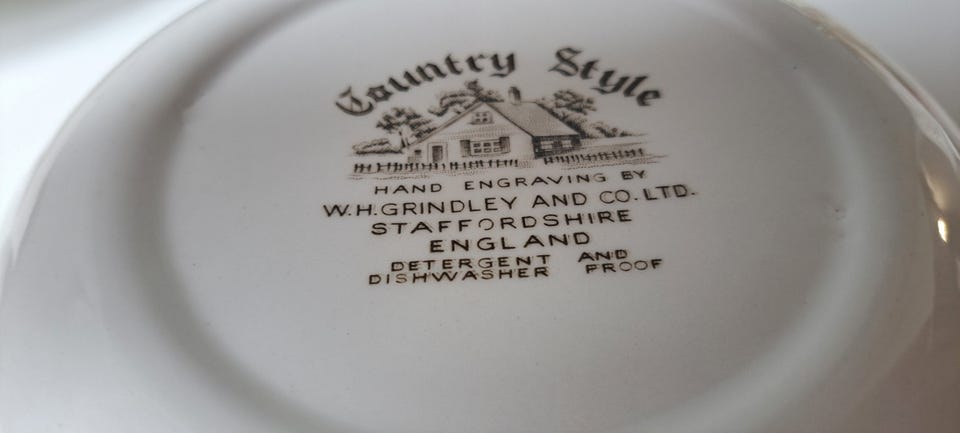 Country Style
HAND ENGRAVING BY
W.H.GRINDLEY AND CO.LTD.
STAFFORDSHIRE
ENGLAND
DETERGENT AND
DISHWASHER PROOF